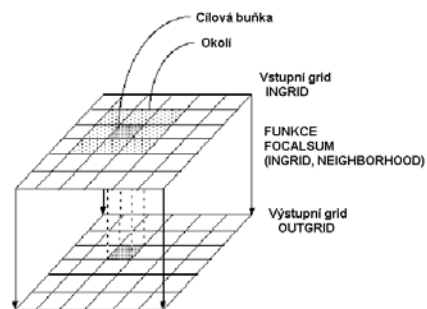 Cílová buňka
Okolí
Vstupní grid
INGRID
FUNKCE
FOCALSUM
(INGRID, NEIGHBORHOOD)
Výstupní grid
OUTGRID